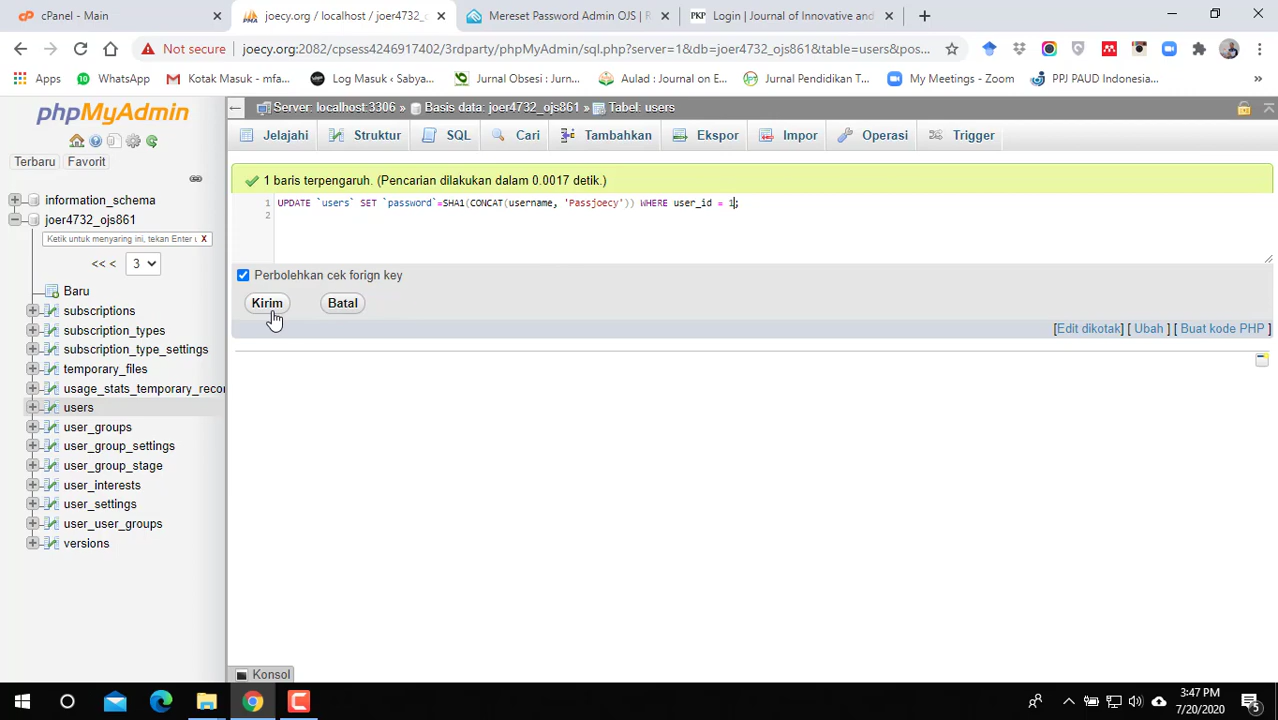 cPanel - Main
joecy.org / localhost / joer4732_
Mereset Password Admin OJS | R
Login | Journal of Innovative and
Not secure
joecy.org:2082/cpsess4246917402/3rdparty/phpMyAdmin/sql.php?server=1&db=joer4732_ojs861&table=users&pos...
Apps
WhatsApp
Kotak Masuk - mfa...
Log Masuk ‹ Sabya...
Jurnal Obsesi : Jurn...
Aulad : Journal on E...
Jurnal Pendidikan T...
My Meetings - Zoom
PPJ PAUD Indonesia...
phpMyAdmin
Terbaru
Favorit
information_schema
joer4732_ojs861
Ketik untuk menyaring ini, tekan Enter u X
<< < 3
Baru
subscriptions
subscription_types
subscription_type_settings
temporary_files
usage_stats_temporary_recor
users
user_groups
user_group_settings
user_group_stage
user_interests
user_settings
user_user_groups
versions
Server: localhost:3306 » Basis data: joer4732_ojs861 » Tabel: users
Jelajahi
Struktur
SQL
Cari
Tambahkan
Ekspor
Impor
Operasi
Trigger
1 baris terpengaruh. (Pencarian dilakukan dalam 0.0017 detik.)
1 UPDATE `users` SET `password`=SHA1(CONCAT(username, 'Passjoecy')) WHERE user_id = 1;
2
Perbolehkan cek forign key
Kirim
Batal
[Edit dikotak] [ Ubah ] [ Buat kode PHP ]
Konsol
3:47 PM
7/20/2020
5